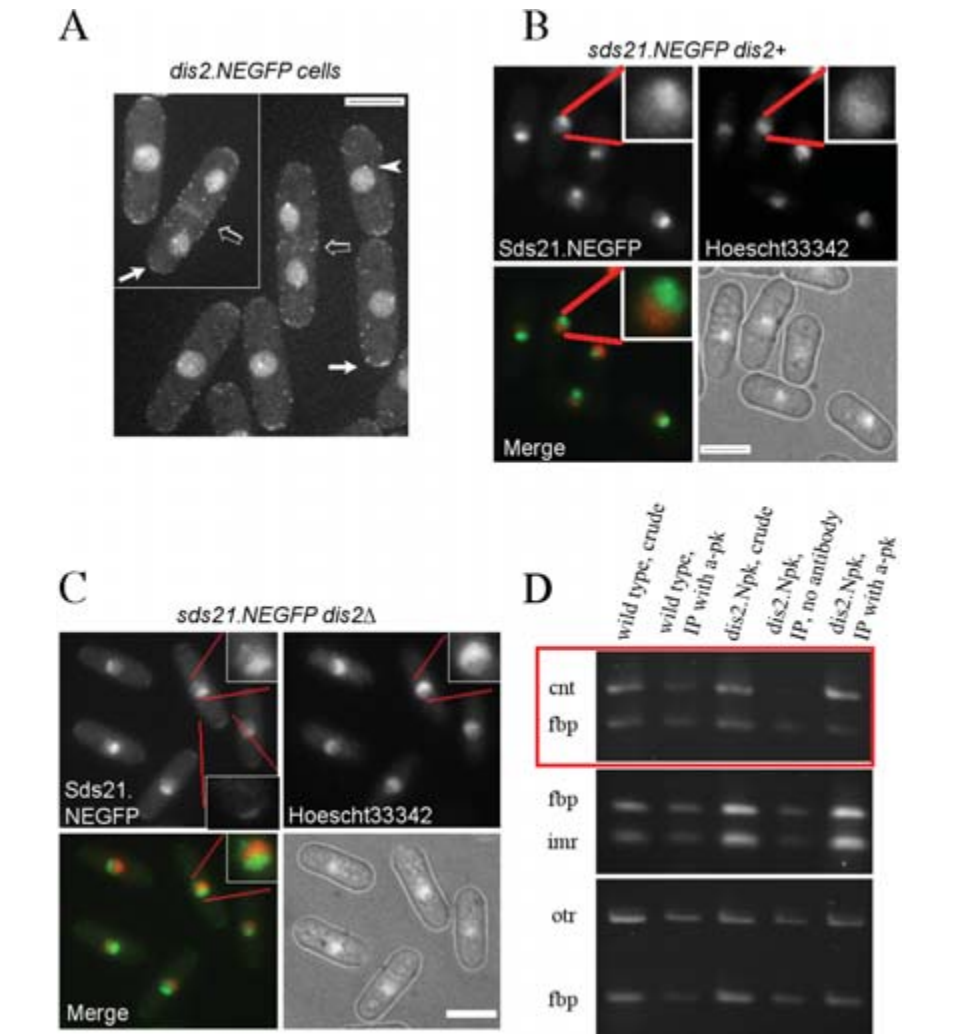 A
dis2.NEGFP cells
B
sds21.NEGFP dis2+
Sds21.NEGFP
Hoescht33342
Merge
C
sds21.NEGFP dis2Δ
Sds21.
NEGFP
Hoescht33342
Merge
D
wild type, crude
wild type,
IP with a-pk
dis2.Npk, crude
dis2.Npk,
IP, no antibody
dis2.Npk,
IP with a-pk
cnt
fbp
fbp
imr
otr
fbp